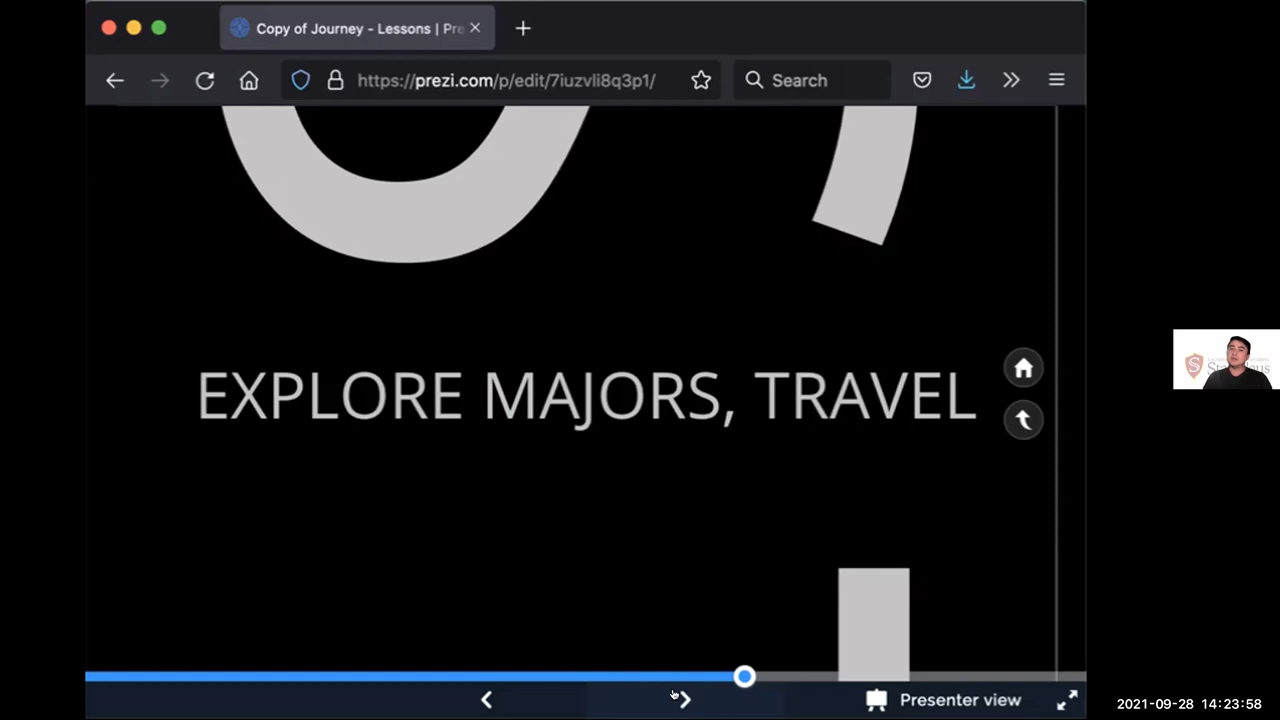 Copy of Journey - Lessons | Pre
https://prezi.com/p/edit/7iuzvli8q3p1/
Search
EXPLORE MAJORS, TRAVEL
Presenter view
2021-09-28 14:23:58